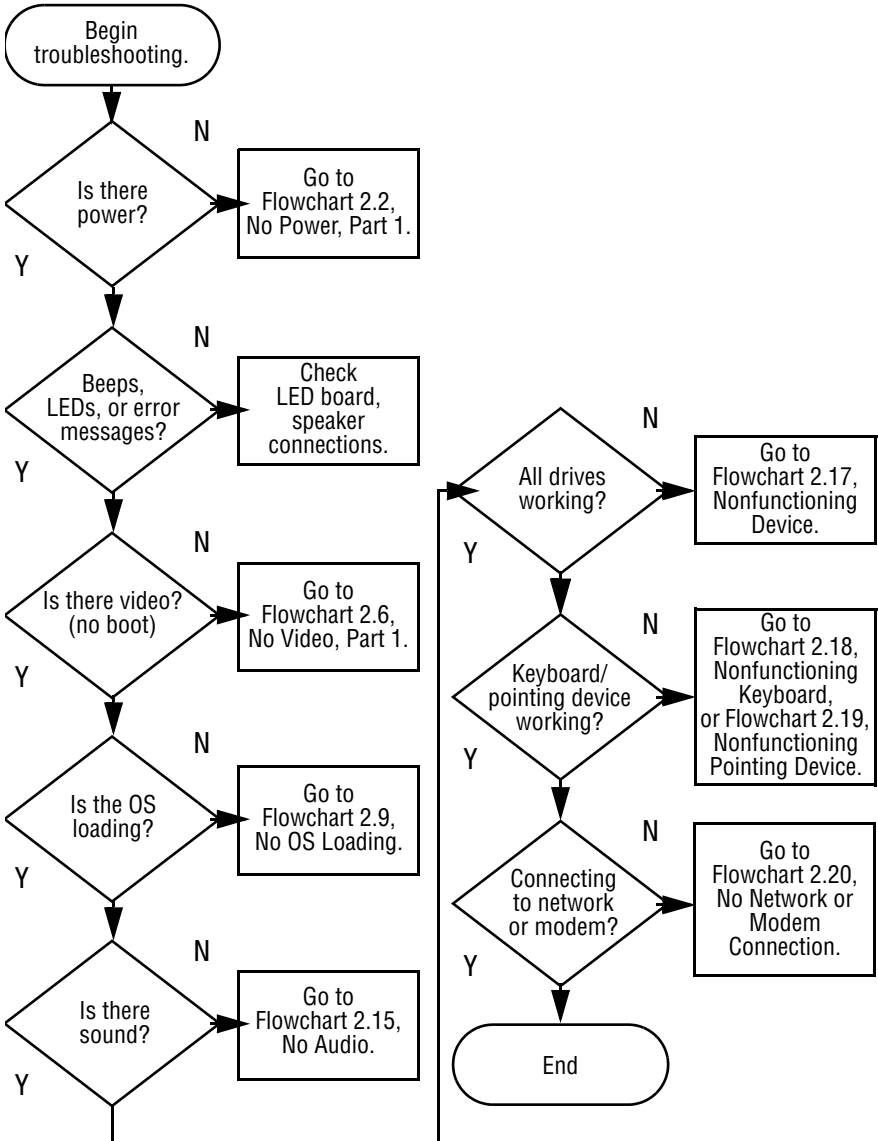 Begin
troubleshooting.
N
Is there
power?
Go to
Flowchart 2.2,
No Power, Part 1.
Y
N
Beeps,
LEDs, or error
messages?
Check
LED board,
speaker
connections.
Y
N
Is there video?
(no boot)
Go to
Flowchart 2.6,
No Video, Part 1.
Y
N
Is the OS
loading?
Go to
Flowchart 2.9,
No OS Loading.
Y
N
Is there
sound?
Go to
Flowchart 2.15,
No Audio.
Y
N
All drives
working?
Go to
Flowchart 2.17,
Nonfunctioning
Device.
Y
N
Keyboard/
pointing device
working?
Go to
Flowchart 2.18,
Nonfunctioning
Keyboard,
or Flowchart 2.19,
Nonfunctioning
Pointing Device.
Y
N
Connecting
to network
or modem?
Go to
Flowchart 2.20,
No Network or
Modem
Connection.
Y
End